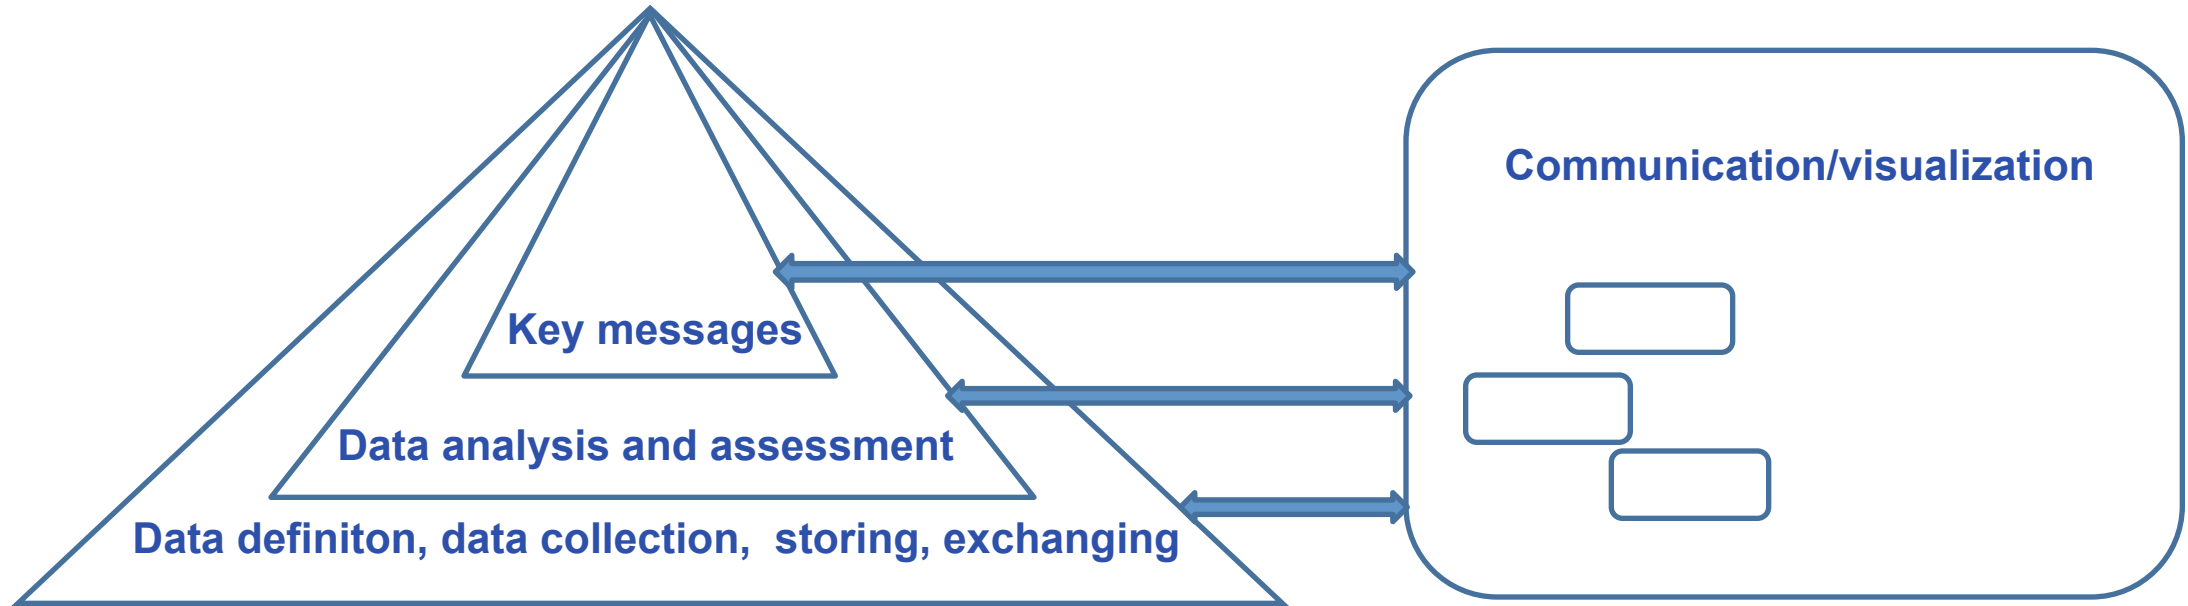 Communication/visualization
Key messages
Data analysis and assessment
Data definiton, data collection,  storing, exchanging